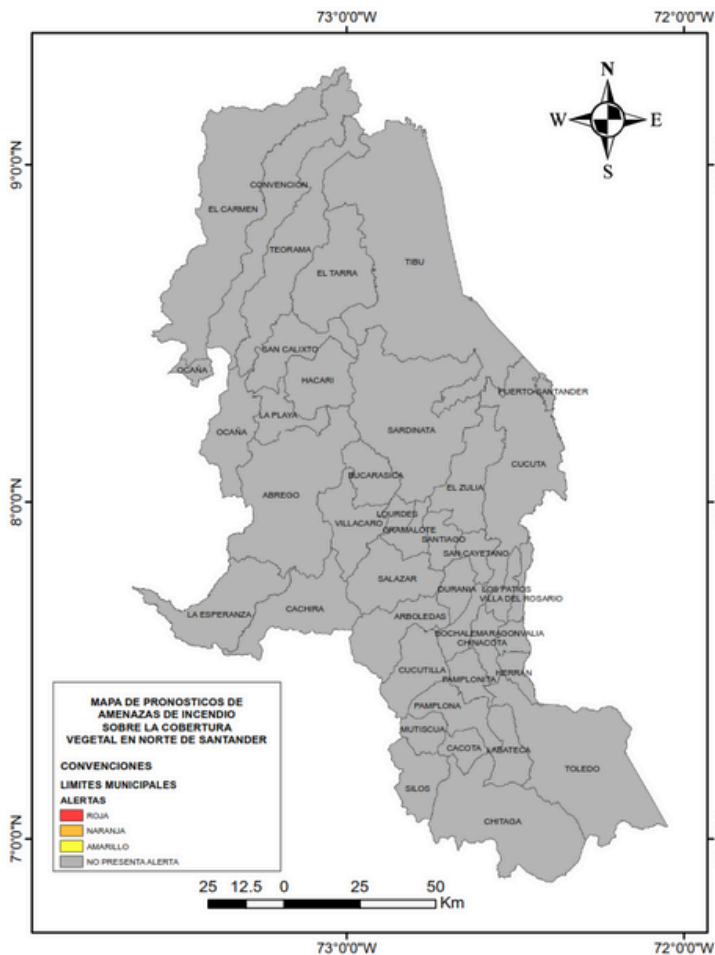 73°0'0"W
72°0'0"W
N
W
E
S
9°0'0"N
CONVENCIÓN
EL CARMEN
TEORAMA
TIBU
EL TARRA
SAN CALIXTO
OCAÑA
HACARI
PUERTO SANTANDER
LA PLAYA
OCAÑA
SARDINATA
CUCUTA
BUCARASICA
EL ZULIA
ABREGO
8°0'0"N
LOURDES
VILLACARO
GRAMALOTE
SANTIAGO
SAN CAYETANO
SALAZAR
DURANIA
LOS PATIOS
VILLA DEL ROSARIO
LA ESPERANZA
CACHIRA
ARBOLEDAS
BOCHALEMA
RAGONVALIA
CHINACOTA
CUCUTILLA
HERRAN
PAMPLONITA
PAMPLONA
MUTISCUA
CACOTA
LABATECA
TOLEDO
SILOS
CHITAGA
7°0'0"N
MAPA DE PRONOSTICOS DE
AMENAZAS DE INCENDIO
SOBRE LA COBERTURA
VEGETAL EN NORTE DE SANTANDER
CONVENCIONES
LIMITES MUNICIPALES
ALERTAS
ROJA
NARANJA
AMARILLO
NO PRESENTA ALERTA
25 12.5 0 25 50
Km
73°0'0"W
72°0'0"W